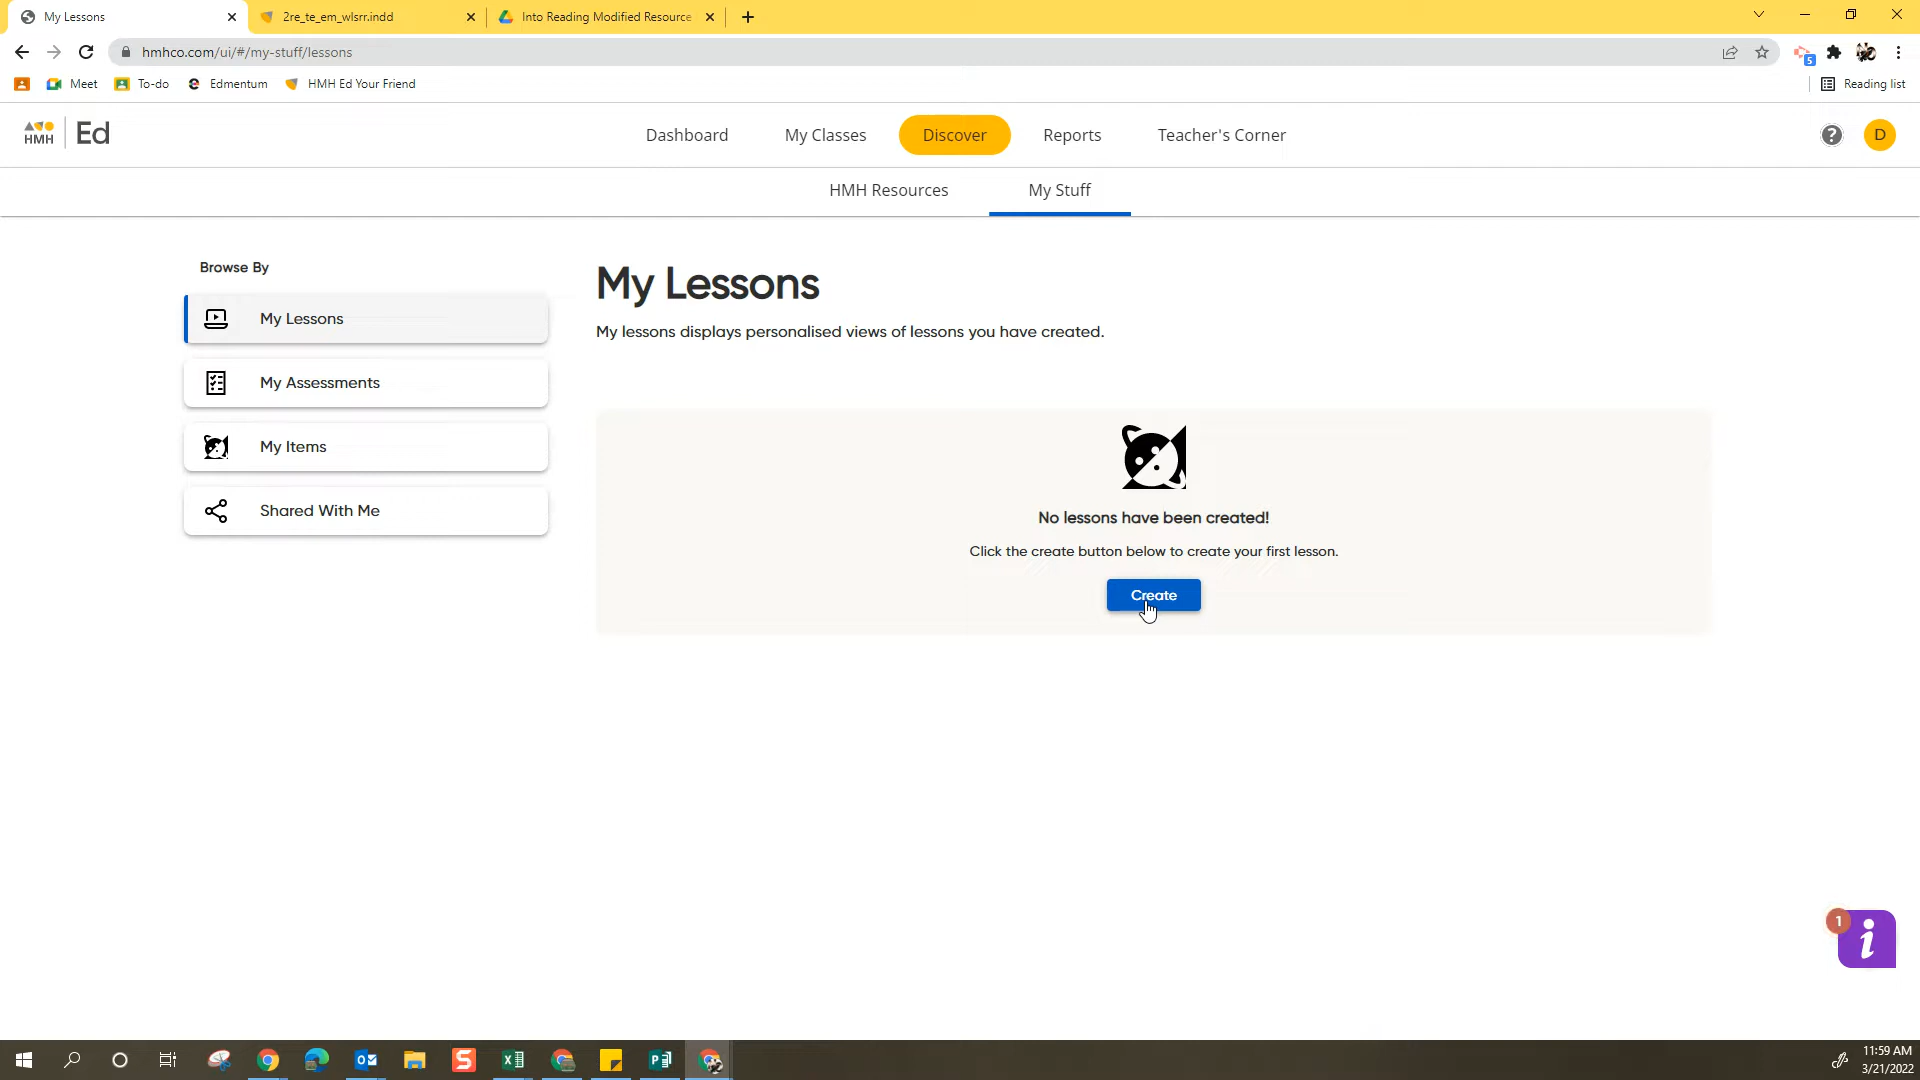 My Lessons
2re_te_em_wlsrr.indd
Into Reading Modified Resource
hmhco.com/ui/#/my-stuff/lessons
5
Meet
To-do
Edmentum
HMH Ed Your Friend
Reading list
HMH
Ed
Dashboard
My Classes
Discover
Reports
Teacher's Corner
?
D
HMH Resources
My Stuff
Browse By
My Lessons
My Assessments
My Items
Shared With Me
My Lessons
My lessons displays personalised views of lessons you have created.
No lessons have been created!
Click the create button below to create your first lesson.
Create
1
i
11:59 AM
3/21/2022